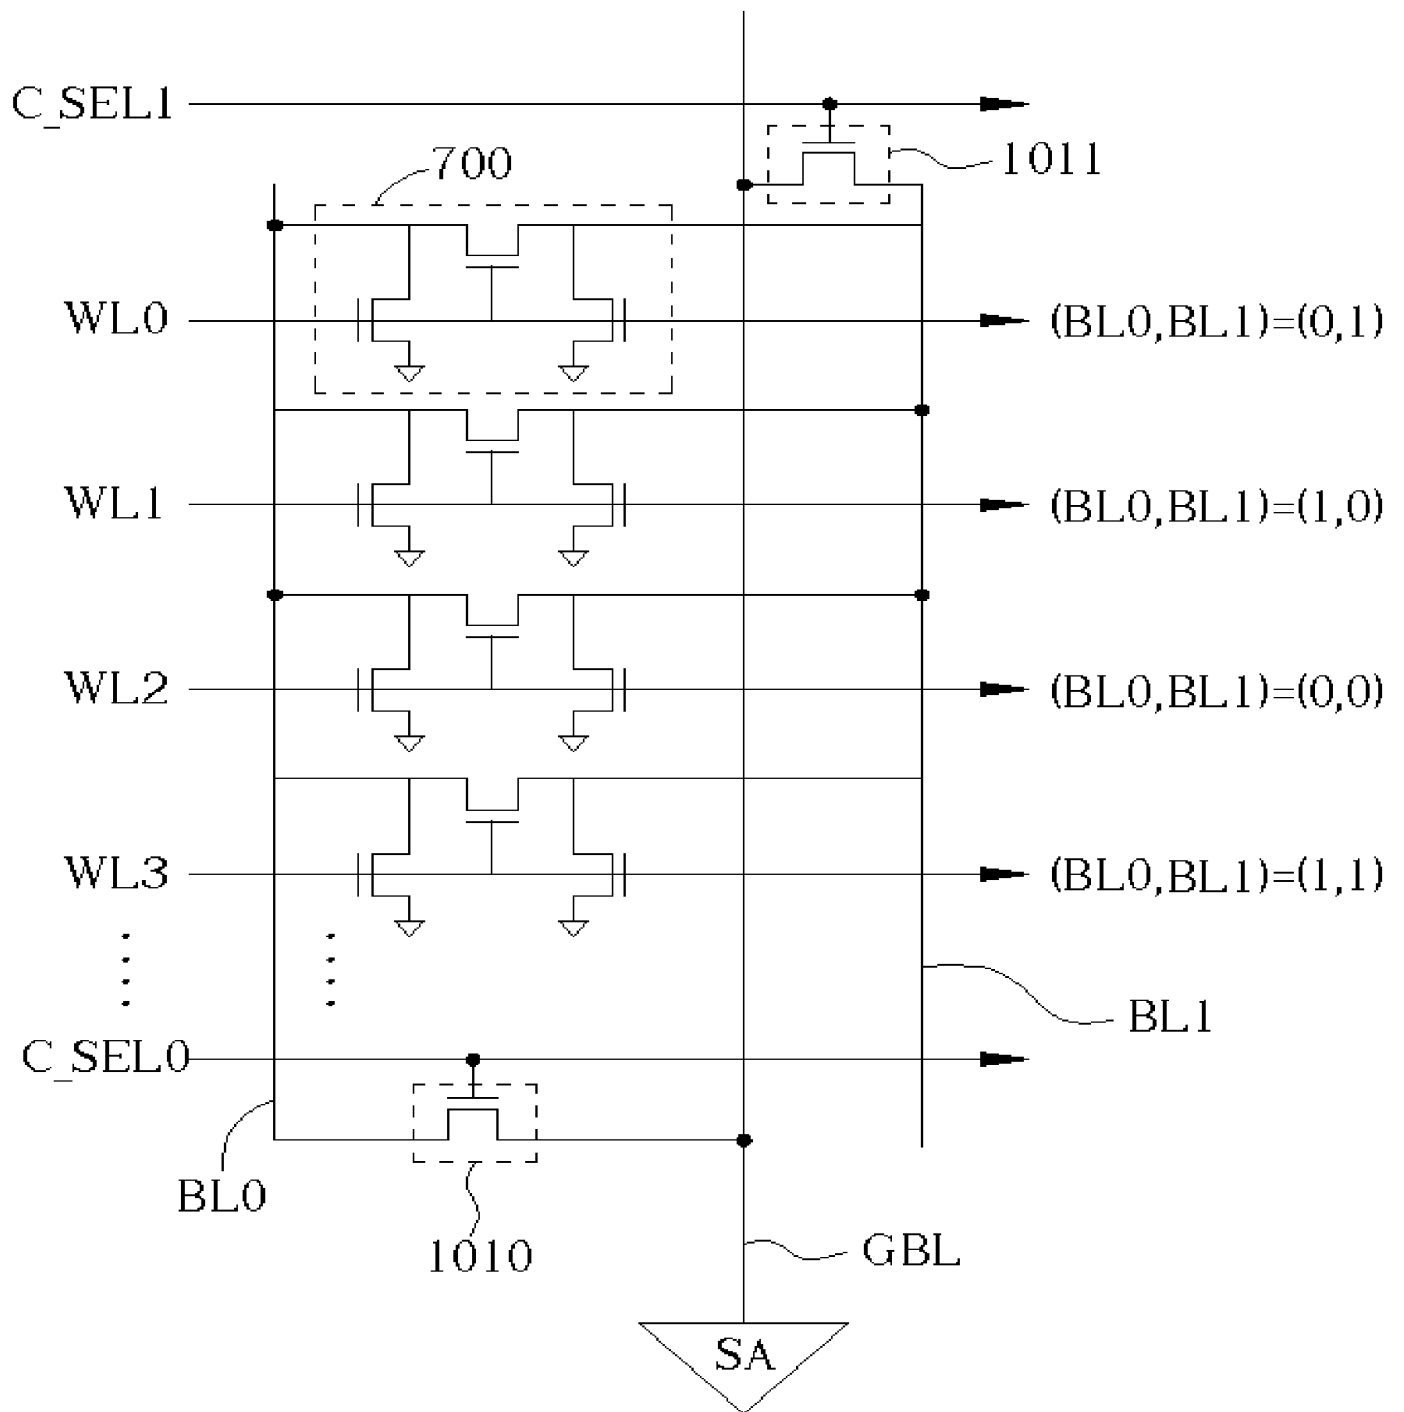 C_SEL1
1011
700
WL0 (BL0,BL1)=(0,1)
WL1 (BL0,BL1)=(1,0)
WL2 (BL0,BL1)=(0,0)
WL3 (BL0,BL1)=(1,1)
BL1
C_SEL0
BL0
1010
GBL
SA